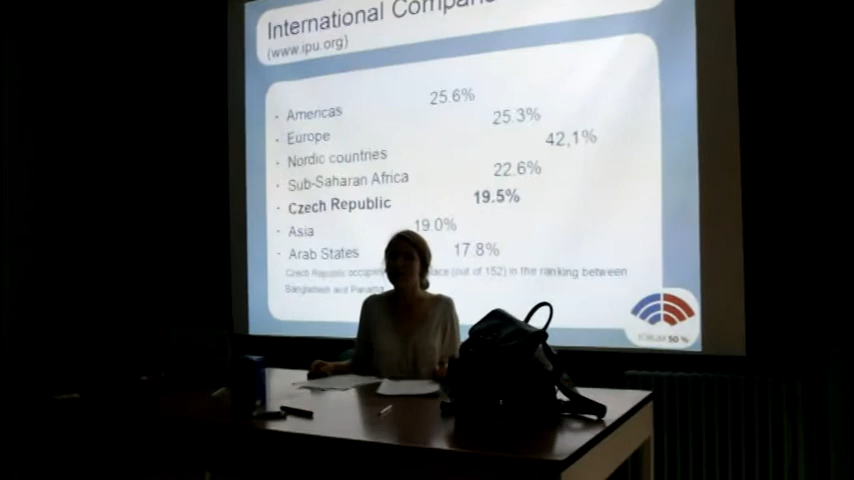 International
(www.ipu.org)
· Americas 25.6%
· Europe 25.3%
· Nordic countries 42,1%
· Sub-Saharan Africa 22.6%
· Czech Republic 19.5%
· Asia 19.0%
· Arab States 17.8%
Czech Republic (out of 152) in the ranking between
Bangladesh and Panama
FORUM 50 %